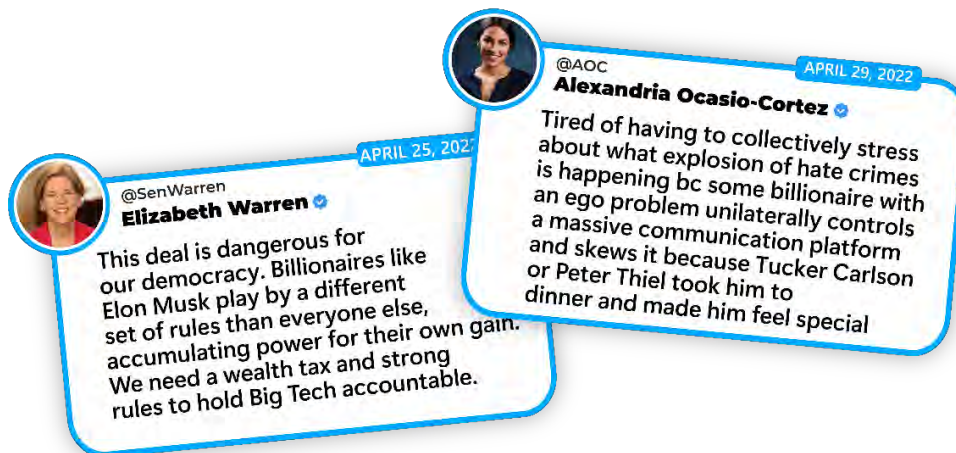 @AOC
APRIL 29, 2022
Alexandria Ocasio-Cortez
Tired of having to collectively stress
about what explosion of hate crimes
is happening bc some billionaire with
an ego problem unilaterally controls
a massive communication platform
and skews it because Tucker Carlson
or Peter Thiel took him to
dinner and made him feel special
@SenWarren
APRIL 25, 2022
Elizabeth Warren
This deal is dangerous for
our democracy. Billionaires like
Elon Musk play by a different
set of rules than everyone else,
accumulating power for their own gain.
We need a wealth tax and strong
rules to hold Big Tech accountable.